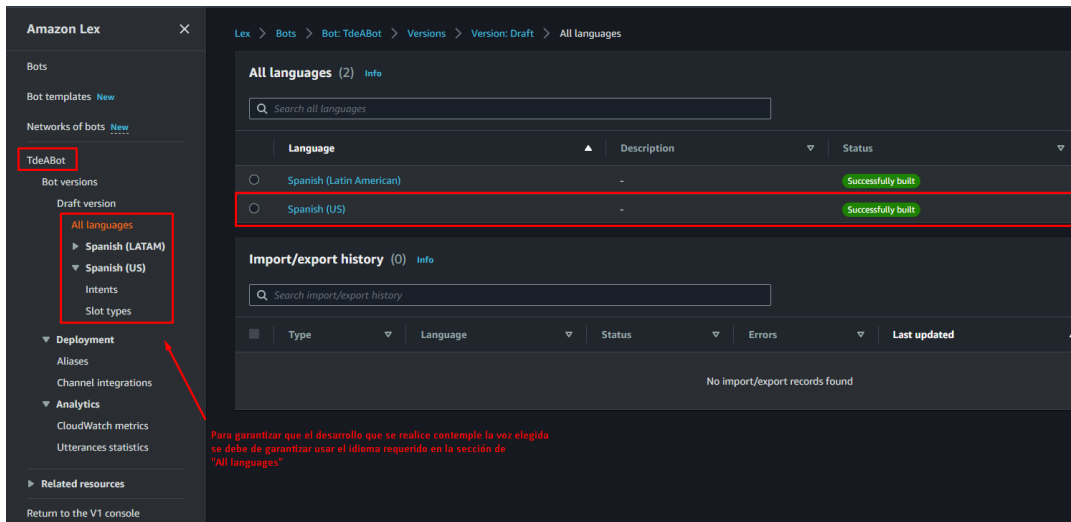 Amazon Lex
Bots
Bot templates New
Networks of bots New
TdeABot
Bot versions
Draft version
All languages
Spanish (LATAM)
Spanish (US)
Intents
Slot types
Deployment
Aliases
Channel integrations
Analytics
CloudWatch metrics
Utterances statistics
Related resources
Return to the V1 console
Lex > Bots > Bot: TdeABot > Versions > Version: Draft > All languages
All languages (2) Info
Search all languages
Language Description Status
Spanish (Latin American) - Successfully built
Spanish (US) - Successfully built
Import/export history (0) Info
Search import/export history
Type Language Status Errors Last updated
No import/export records found
Para garantizar que el desarrollo que se realice contemple la voz elegida
se debe de garantizar usar el idioma requerido en la sección de
"All languages"